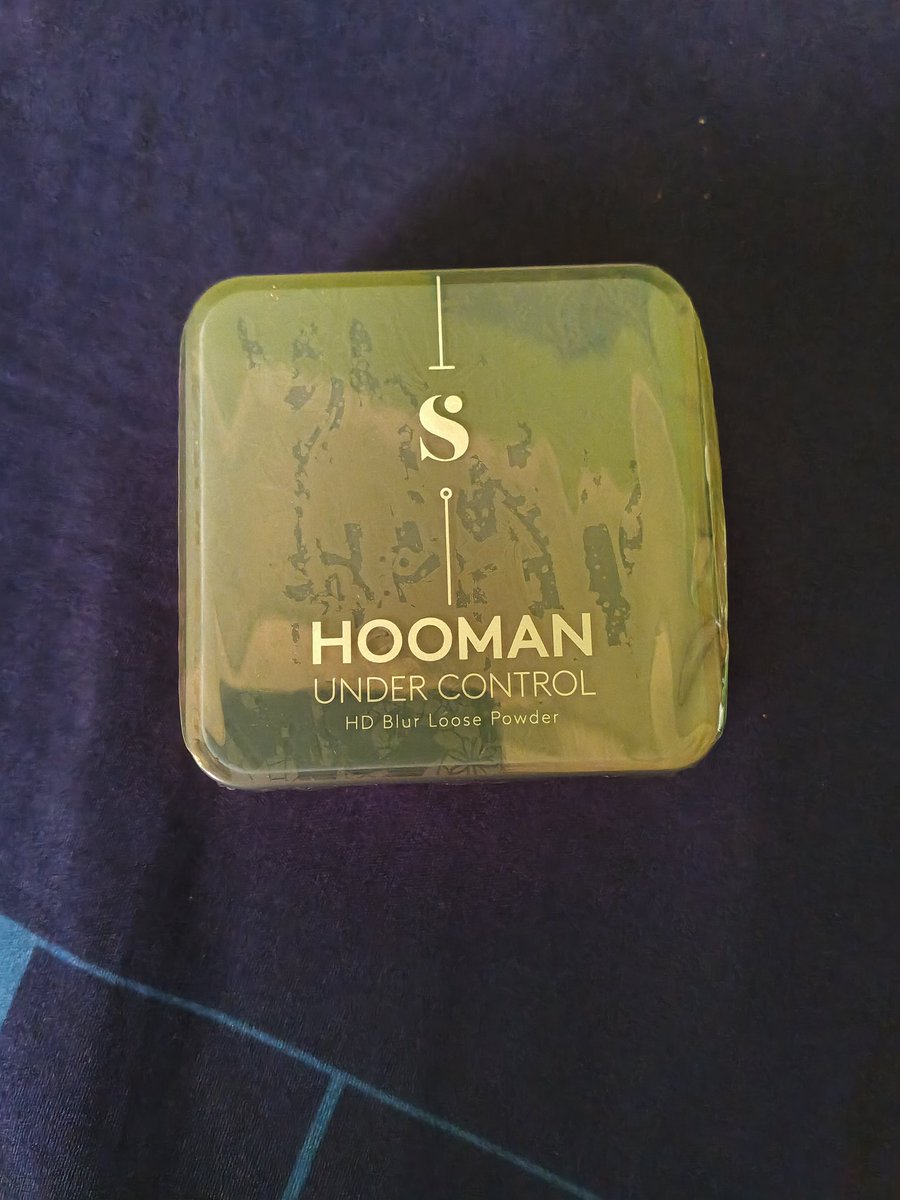 S
HOOMAN
UNDER CONTROL
HD Blur Loose Powder